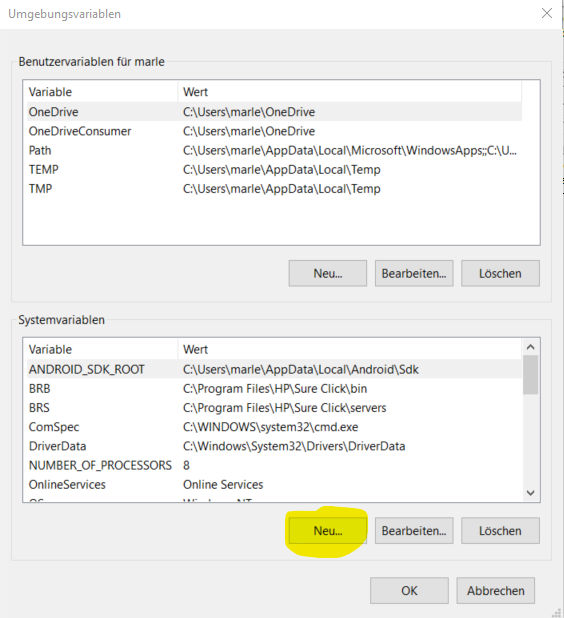 Umgebungsvariablen
Benutzervariablen für marle
Variable Wert
OneDrive C:\Users\marle\OneDrive
OneDriveConsumer C:\Users\marle\OneDrive
Path C:\Users\marle\AppData\Local\Microsoft\WindowsApps;;C:\U...
TEMP C:\Users\marle\AppData\Local\Temp
TMP C:\Users\marle\AppData\Local\Temp
Neu... Bearbeiten... Löschen
Systemvariablen
Variable Wert
ANDROID_SDK_ROOT C:\Users\marle\AppData\Local\Android\Sdk
BRB C:\Program Files\HP\Sure Click\bin
BRS C:\Program Files\HP\Sure Click\servers
ComSpec C:\WINDOWS\system32\cmd.exe
DriverData C:\Windows\System32\Drivers\DriverData
NUMBER_OF_PROCESSORS 8
OnlineServices Online Services
Neu... Bearbeiten... Löschen
OK Abbrechen